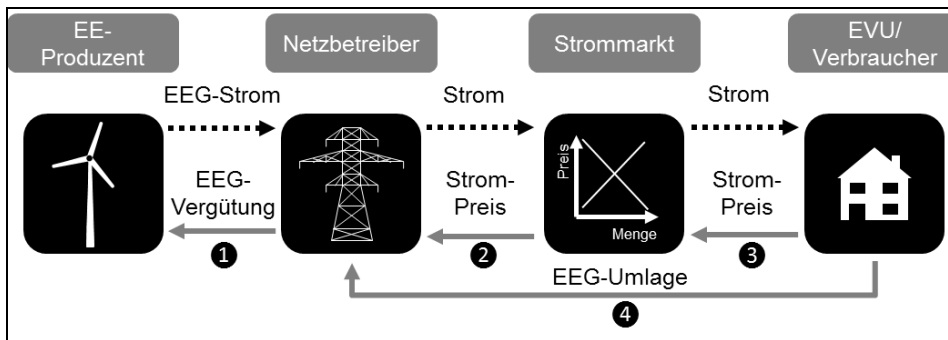 EE-
Produzent
Netzbetreiber
Strommarkt
EVU/
Verbraucher
EEG-Strom
Strom
Strom
EEG-
Vergütung
1
Strom-
Preis
2
Preis
Menge
Strom-
Preis
3
EEG-Umlage
4